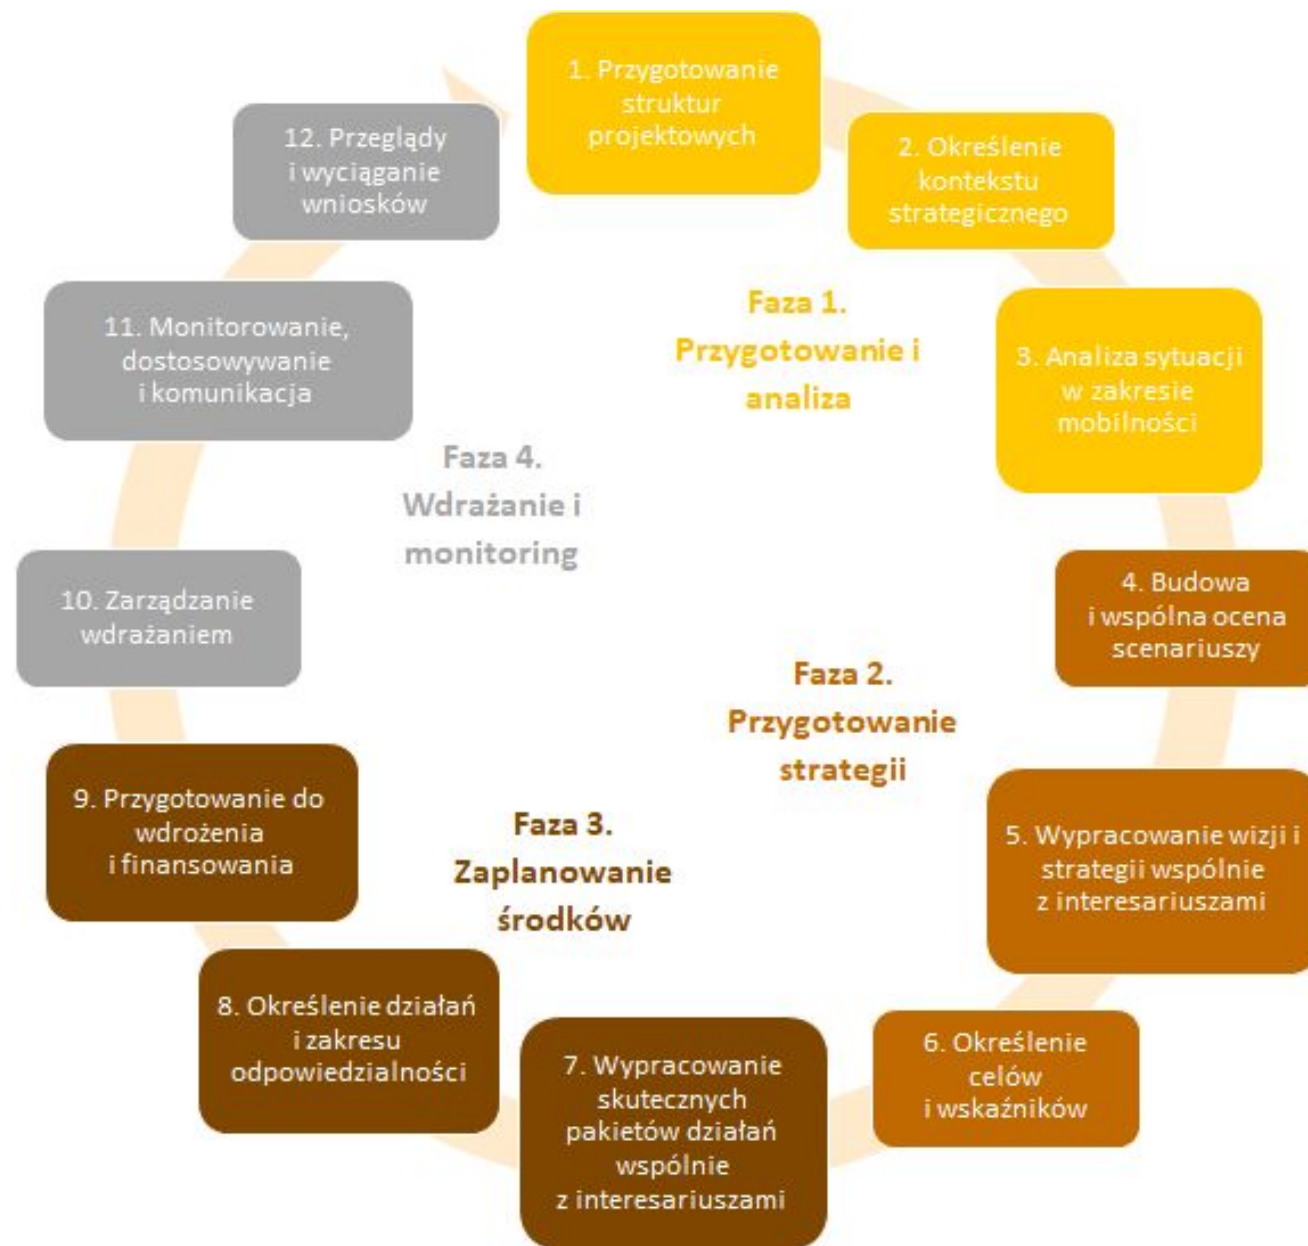 1. Przygotowanie
struktur
projektowych
2. Określenie
kontekstu
strategicznego
3. Analiza sytuacji
w zakresie
mobilności
4. Budowa
i wspólna ocena
scenariuszy
5. Wypracowanie wizji i
strategii wspólnie
z interesariuszami
6. Określenie
celów
i wskaźników
7. Wypracowanie
skutecznych
pakietów działań
wspólnie
z interesariuszami
8. Określenie działań
i zakresu
odpowiedzialności
9. Przygotowanie do
wdrożenia
i finansowania
10. Zarządzanie
wdrażaniem
11. Monitorowanie,
dostosowywanie
i komunikacja
12. Przeglądy
i wyciąganie
wniosków
Faza 1.
Przygotowanie i
analiza
Faza 2.
Przygotowanie
strategii
Faza 3.
Zaplanowanie
środków
Faza 4.
Wdrażanie i
monitoring